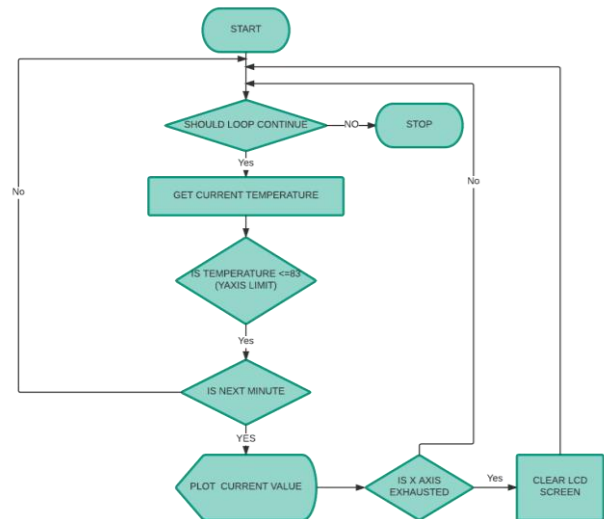 START
SHOULD LOOP CONTINUE
NO
STOP
Yes
GET CURRENT TEMPERATURE
No
No
IS TEMPERATURE <=83
(YAXIS LIMIT)
Yes
IS NEXT MINUTE
YES
PLOT CURRENT VALUE
IS X AXIS
EXHAUSTED
Yes
CLEAR LCD
SCREEN